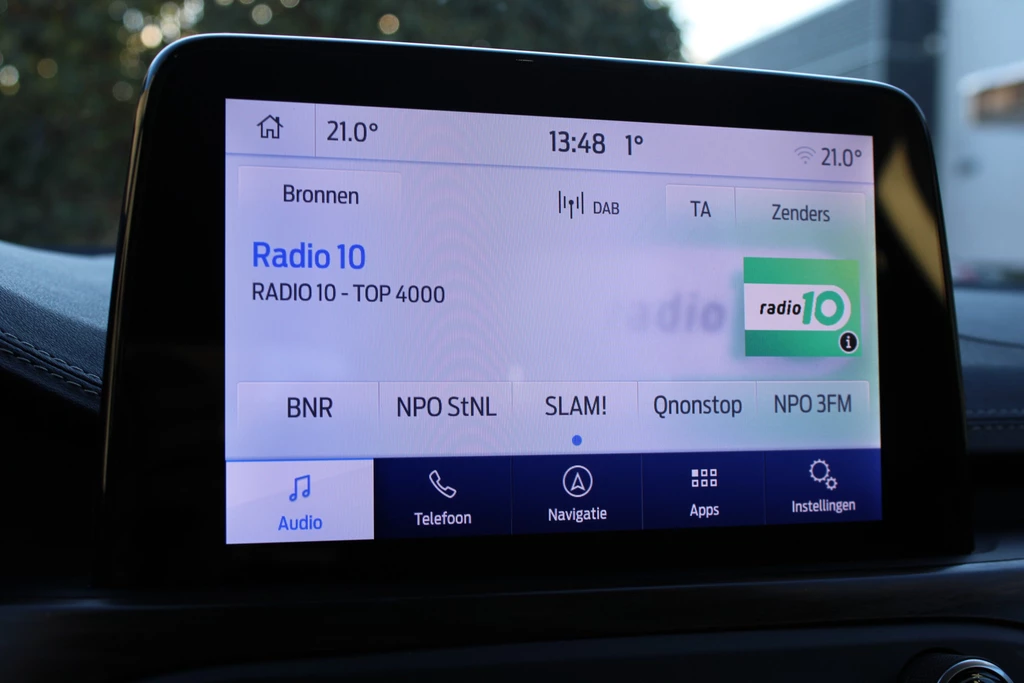 21.0°
13:48 1°
21.0°
Bronnen
DAB
TA
Zenders
Radio 10
RADIO 10 - TOP 4000
adio
radio10
i
BNR
NPO StNL
SLAM!
Qnonstop
NPO 3FM
Audio
Telefoon
Navigatie
Apps
Instellingen